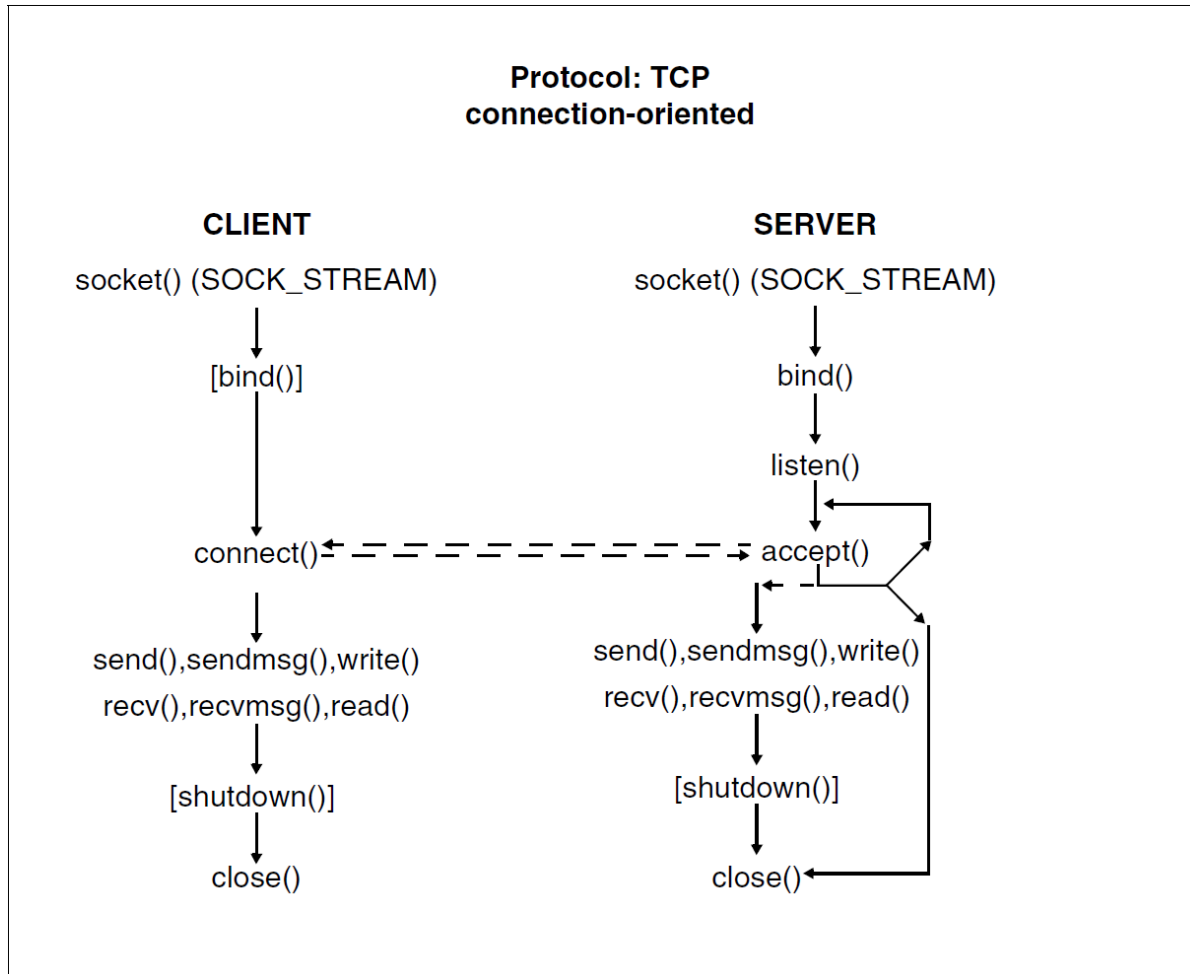 Protocol: TCP
connection-oriented
CLIENT
socket() (SOCK_STREAM)
[bind()]
connect()
send(),sendmsg(),write()
recv(),recvmsg(),read()
[shutdown()]
close()
SERVER
socket() (SOCK_STREAM)
bind()
listen()
accept()
send(),sendmsg(),write()
recv(),recvmsg(),read()
[shutdown()]
close()